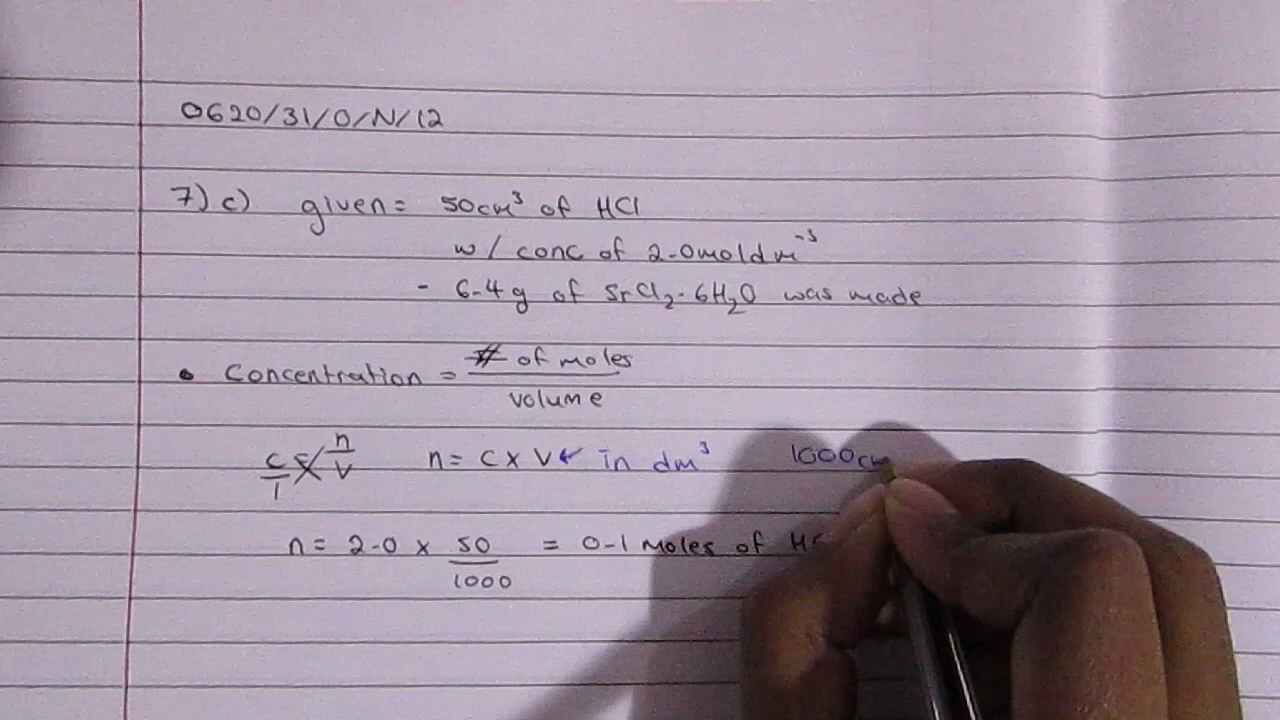 0620/31/O/N/12
7) c) given = 50cm³ of HCl
w/ conc of 2.0moldm⁻³
- 6.4g of SrCl₂.6H₂O was made
• Concentration = # of moles
volume
c/1 = n/v n = c x v ← in dm³ 1000cm
n = 2.0 x 50/1000 = 0.1 moles of